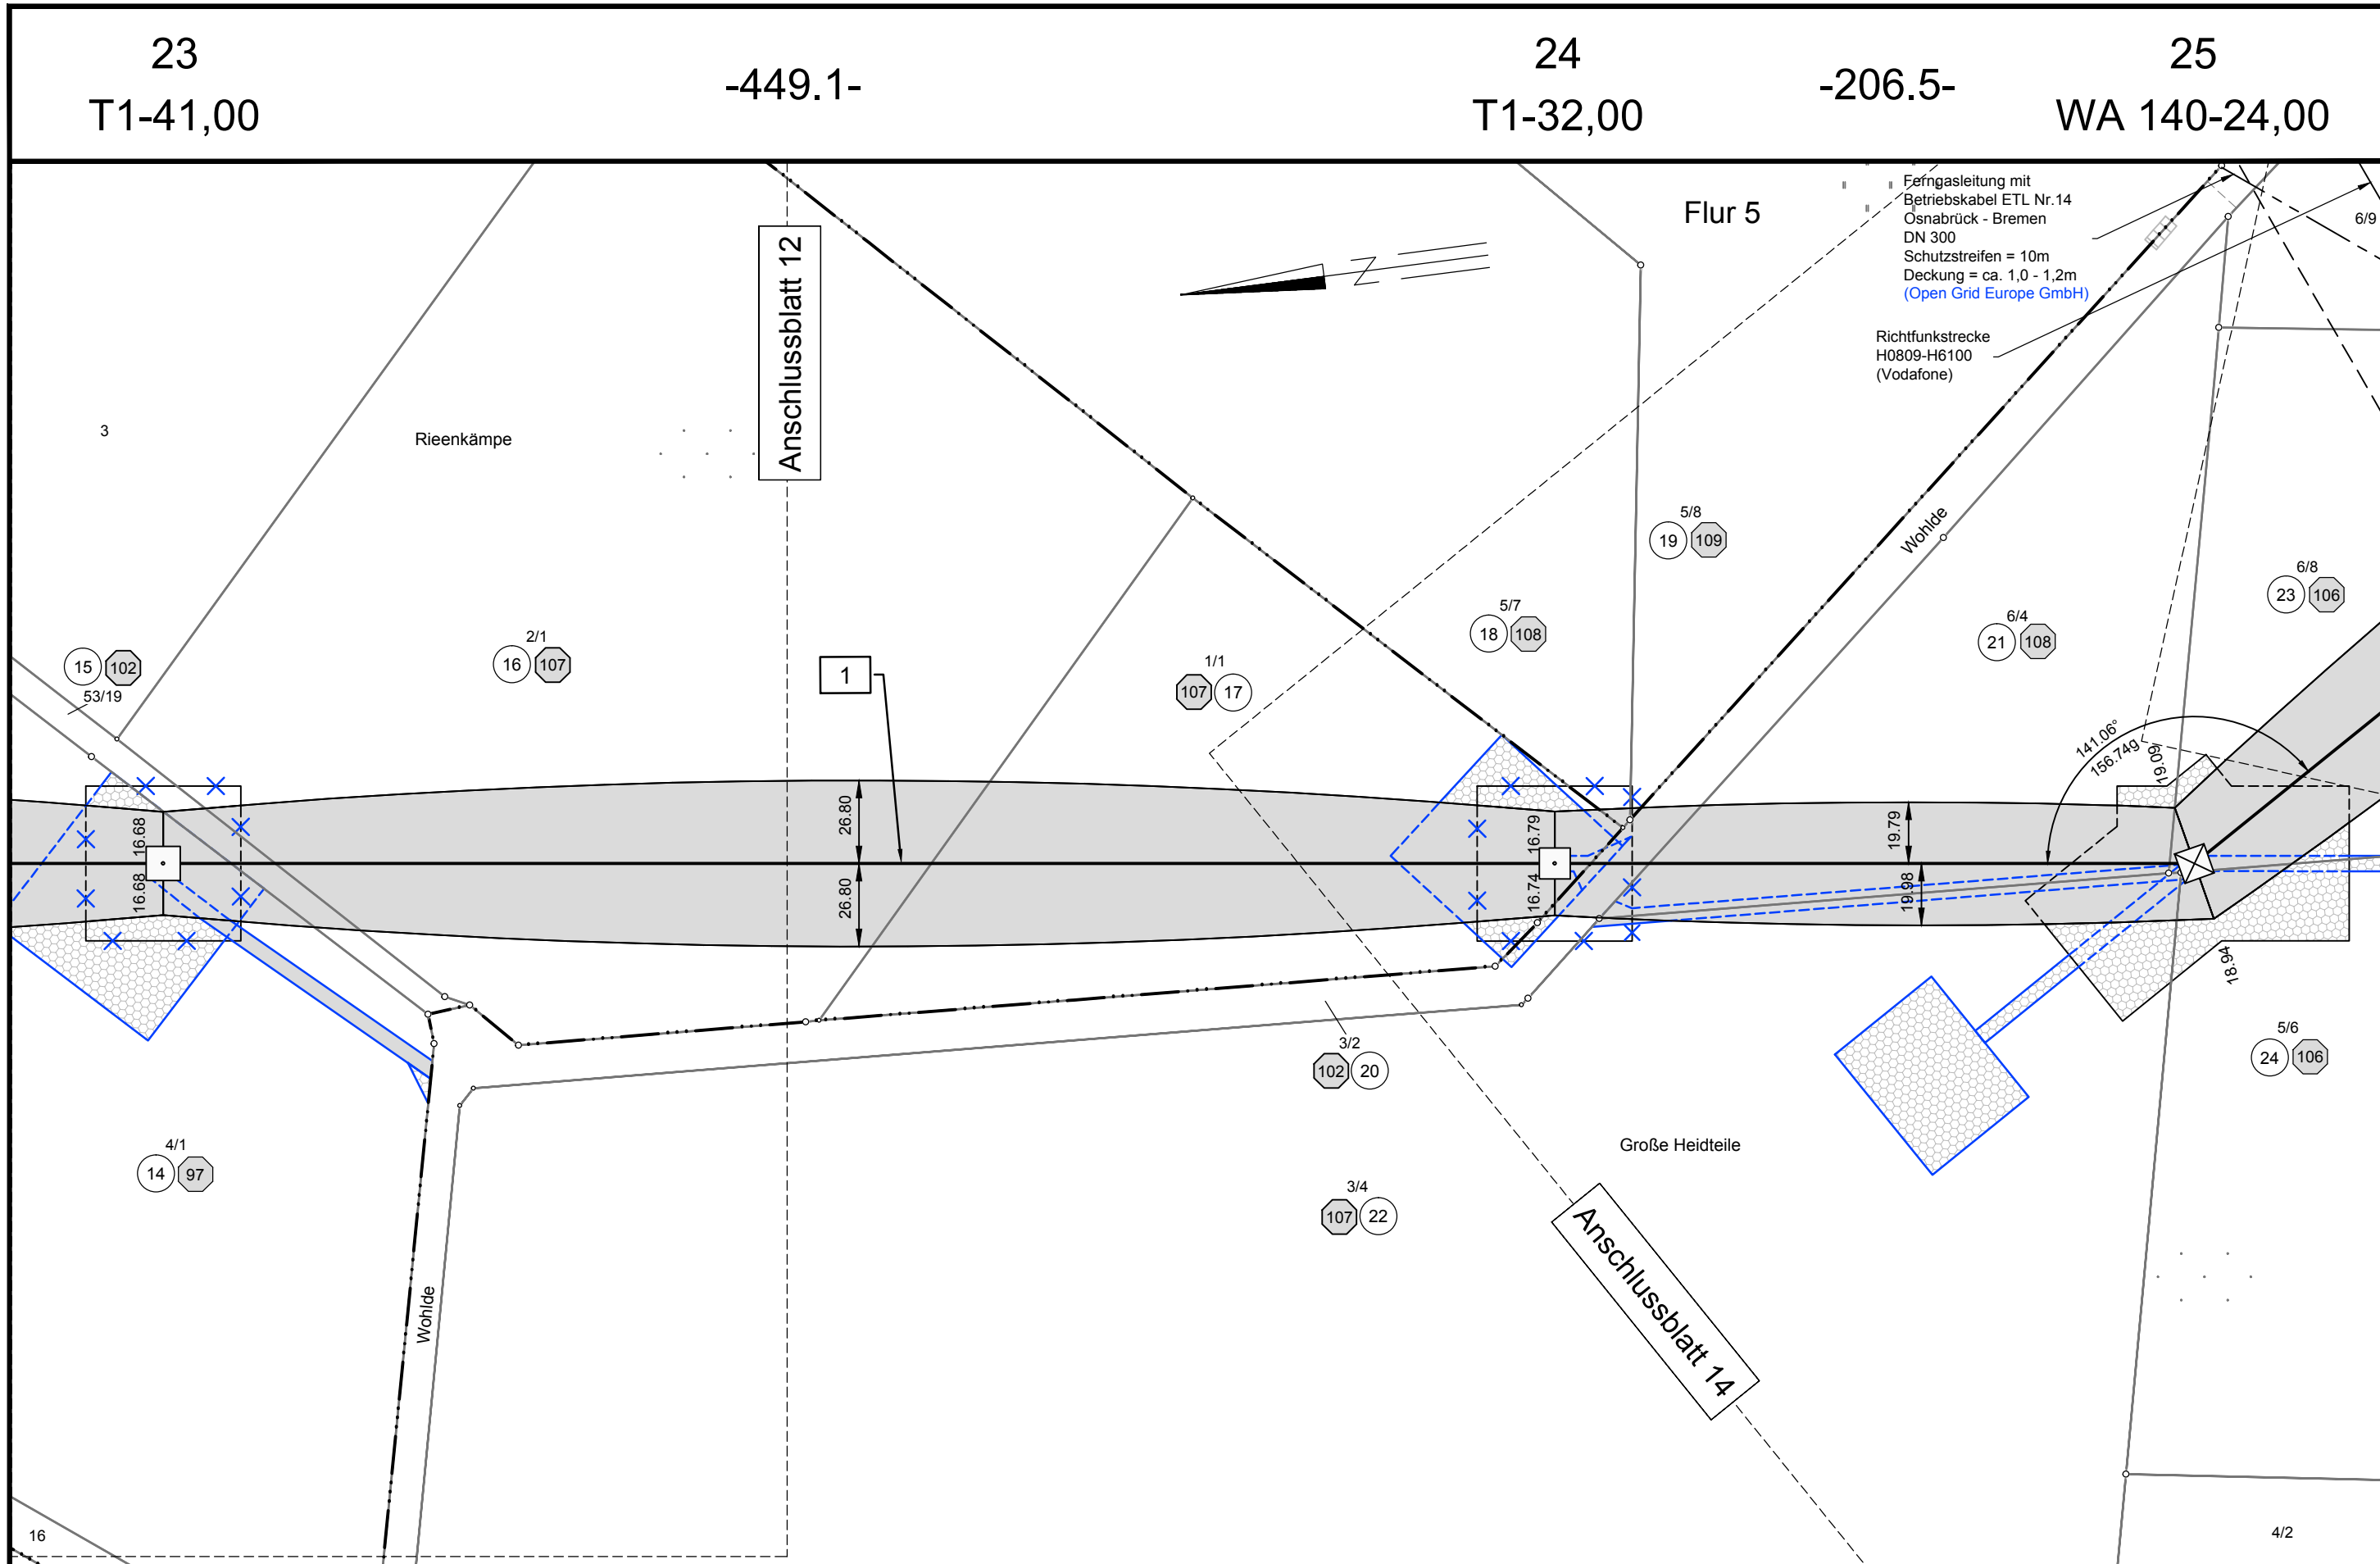 23
T1-41,00
-449.1-
24
T1-32,00
-206.5-
25
WA 140-24,00
Anschlussblatt 12
Flur 5
Ferngasleitung mit
Betriebskabel ETL Nr.14
Osnabrück - Bremen
DN 300
Schutzstreifen = 10m
Deckung = ca. 1,0 - 1,2m
(Open Grid Europe GmbH)
Richtfunkstrecke
H0809-H6100
(Vodafone)
6/9
Z
3
Rieenkämpe
5/8
19 109
Wohlde
6/8
23 106
5/7
18 108
6/4
21 108
2/1
16 107
15 102
53/19
1
1/1
107 17
141.06°
156.74g
19.09
16.68
16.68
26.80
26.80
16.79
16.74
19.79
19.98
18.94
3/2
102 20
5/6
24 106
4/1
14 97
Große Heidteile
3/4
107 22
Anschlussblatt 14
Wohlde
16
4/2